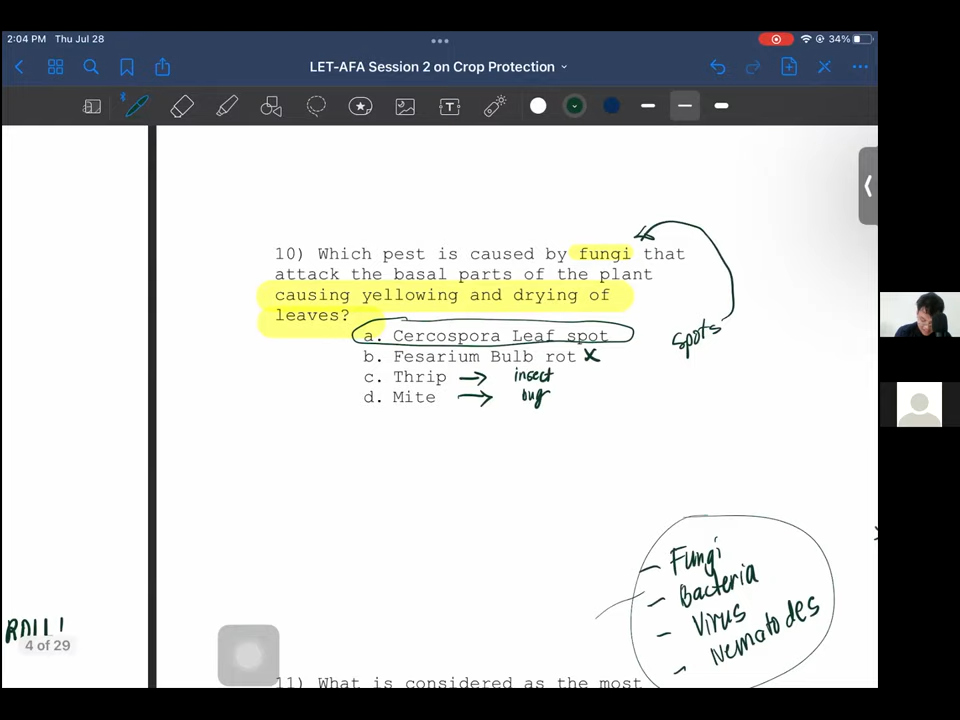 2:04 PM Thu Jul 28
34%
LET-AFA Session 2 on Crop Protection
10) Which pest is caused by fungi that
attack the basal parts of the plant
causing yellowing and drying of
leaves?
a. Cercospora Leaf spot
spots
b. Fesarium Bulb rot x
c. Thrip → insect
d. Mite → bug
- Fungi
- Bacteria
- Virus
- Nematodes
4 of 29
11) What is considered as the most